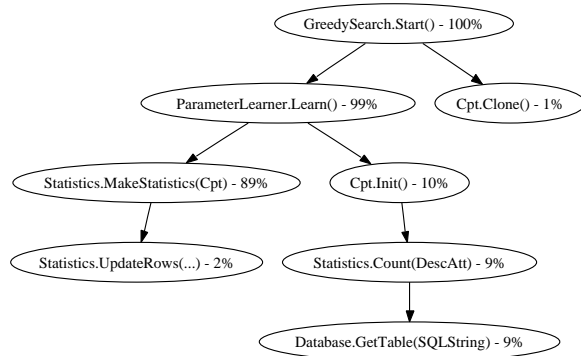 GreedySearch.Start() - 100%
ParameterLearner.Learn() - 99%
Cpt.Clone() - 1%
Statistics.MakeStatistics(Cpt) - 89%
Cpt.Init() - 10%
Statistics.UpdateRows(...) - 2%
Statistics.Count(DescAtt) - 9%
Database.GetTable(SQLString) - 9%